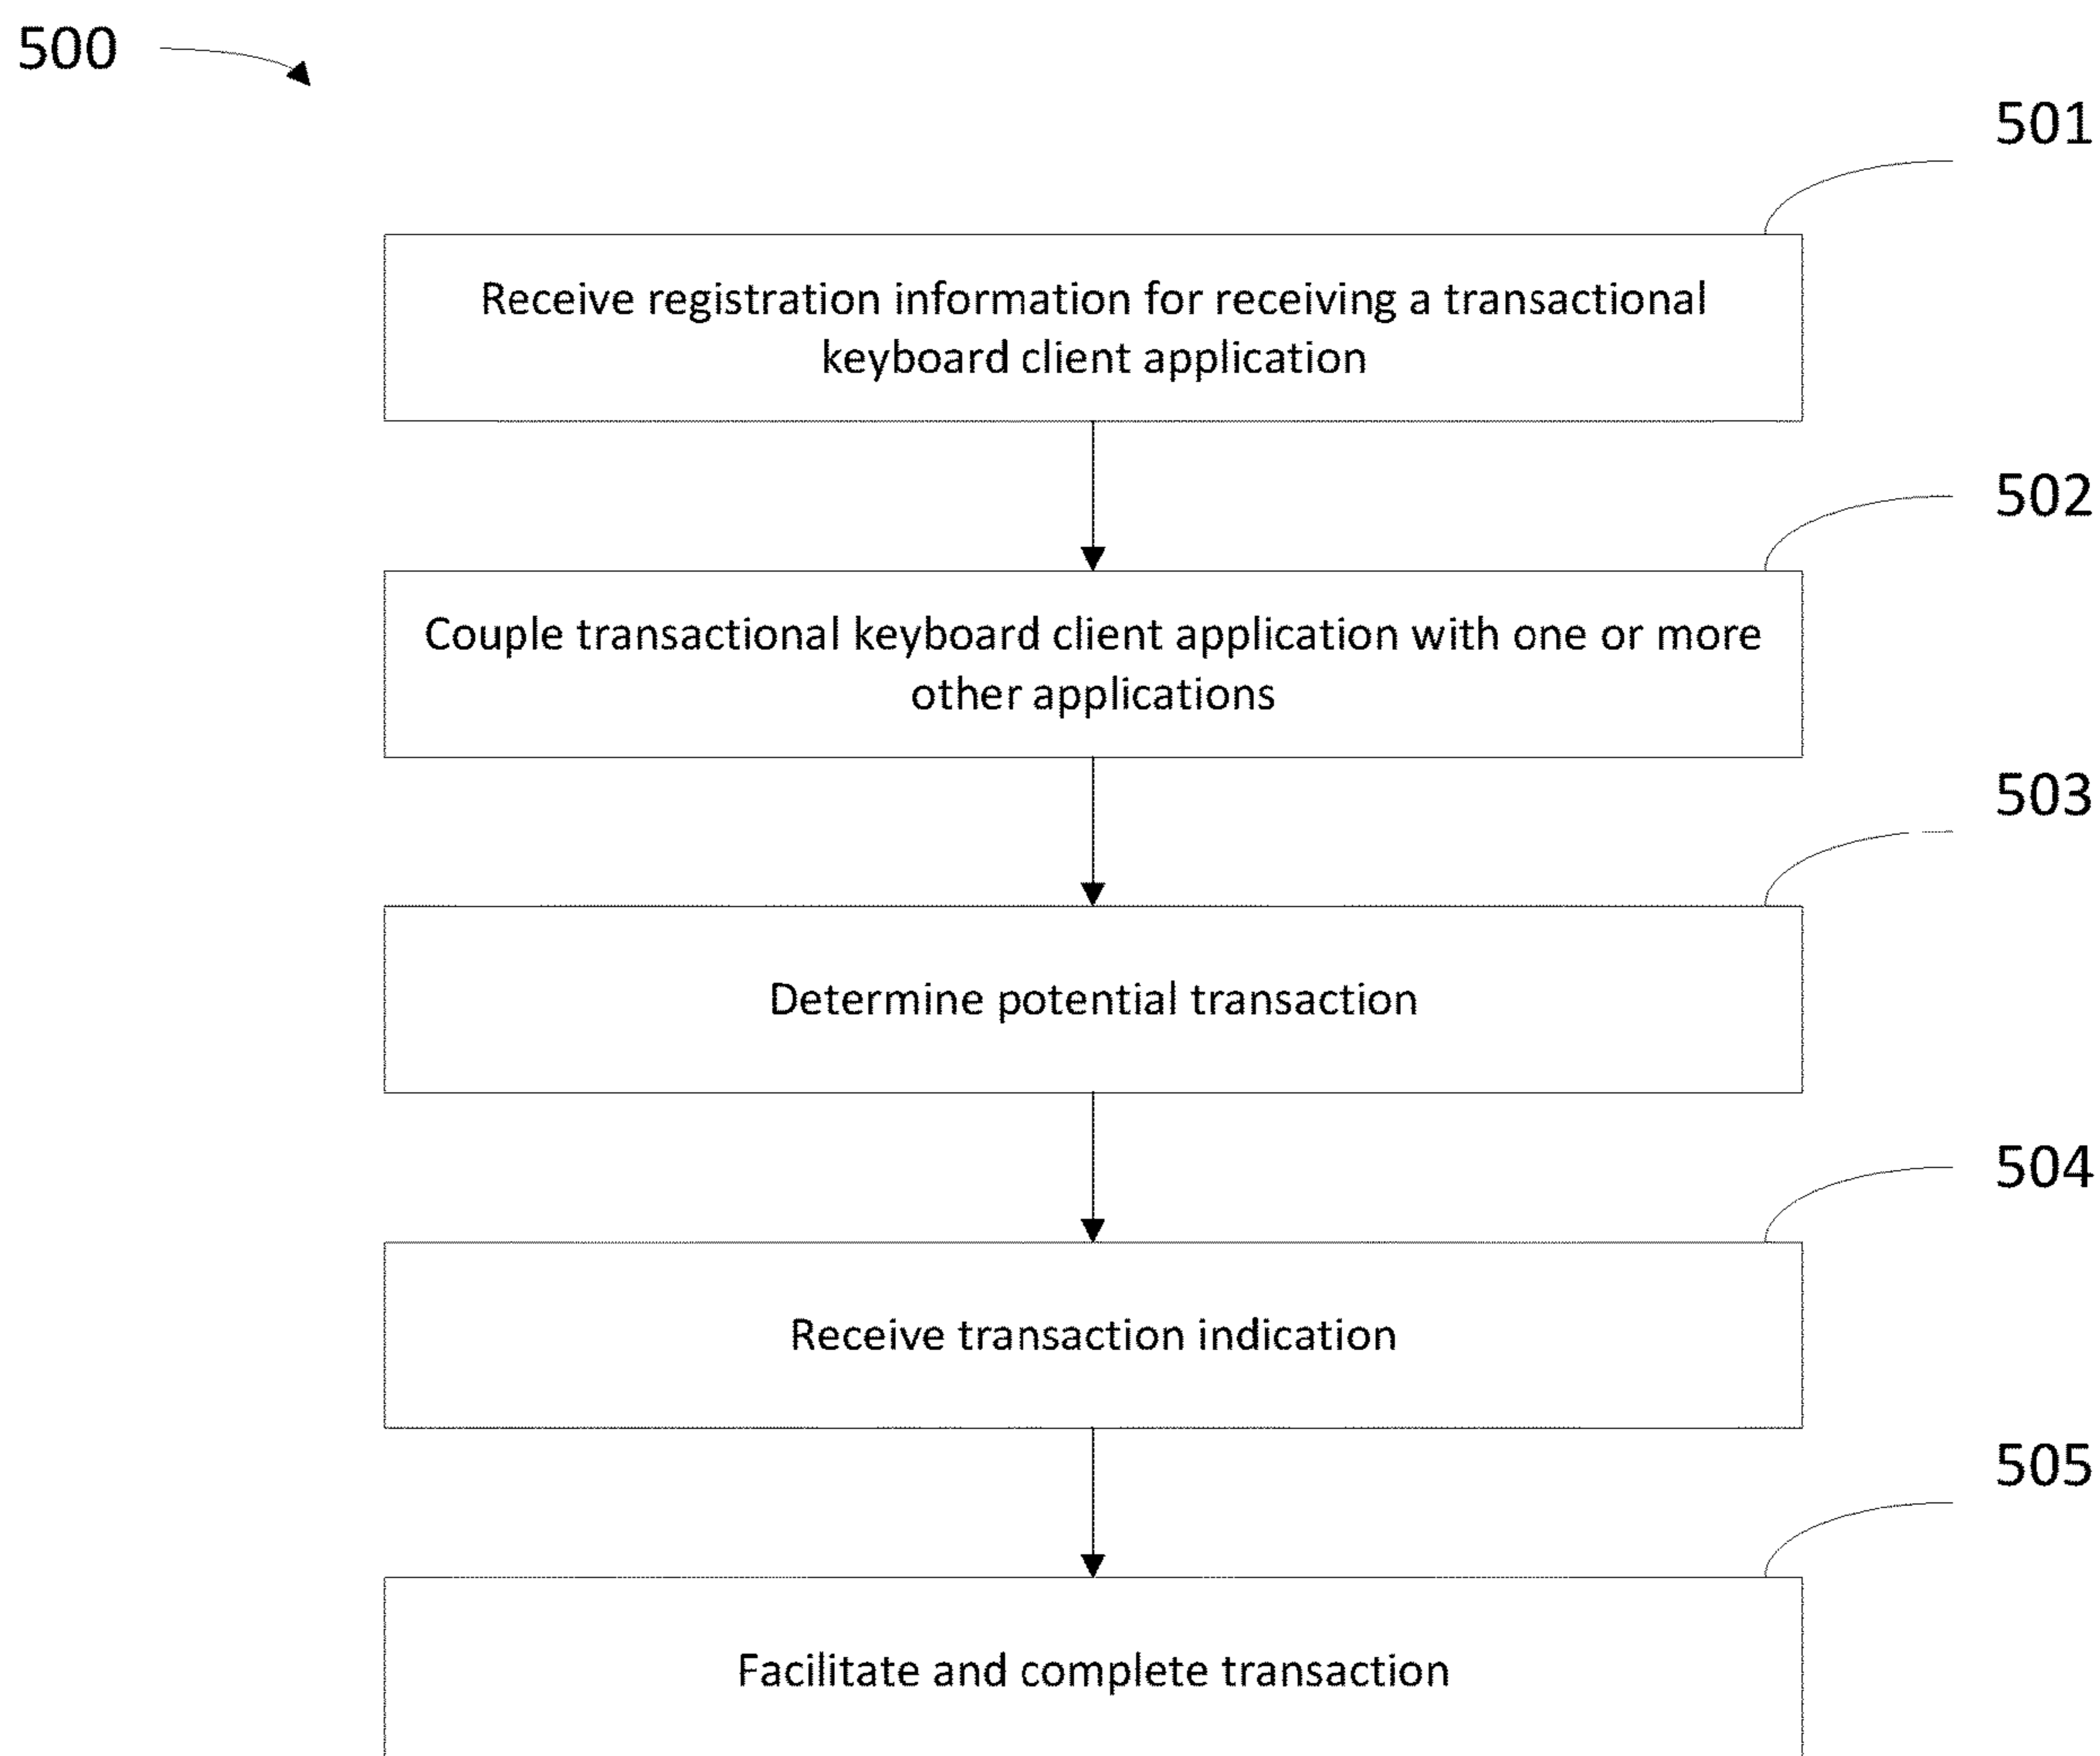 500
501
Receive registration information for receiving a transactional
keyboard client application
502
Couple transactional keyboard client application with one or more
other applications
503
Determine potential transaction
504
Receive transaction indication
505
Facilitate and complete transaction